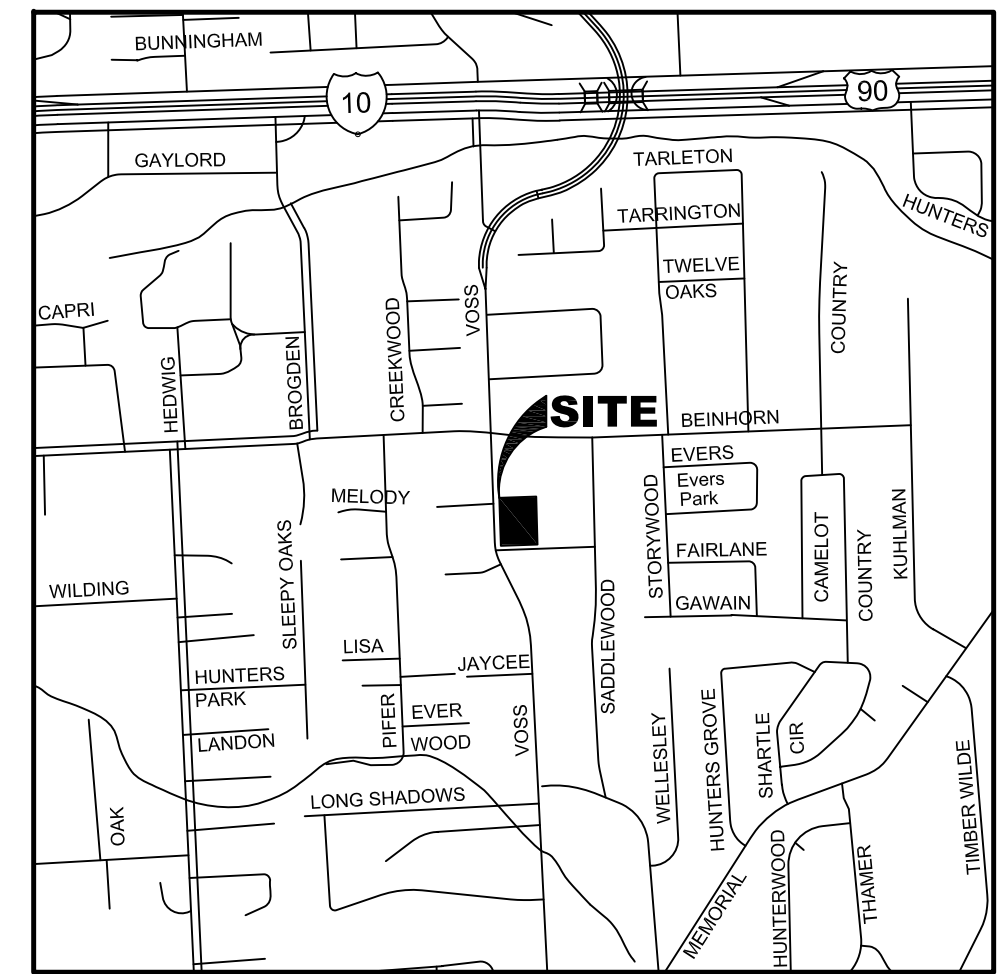 BUNNINGHAM
10
90
GAYLORD
TARLETON
HUNTERS
TARRINGTON
TWELVE
OAKS
CAPRI
VOSS
COUNTRY
HEDWIG
BROGDEN
CREEKWOOD
SITE
BEINHORN
EVERS
Evers
Park
MELODY
STORYWOOD
CAMELOT
COUNTRY
KUHLMAN
SLEEPY OAKS
FAIRLANE
WILDING
GAWAIN
SADDLEWOOD
LISA
JAYCEE
HUNTERS
PARK
PIFER
EVER
WOOD
VOSS
LANDON
WELLESLEY
HUNTERS GROVE
SHARTLE
CIR
TIMBER WILDE
LONG SHADOWS
OAK
MEMORIAL
HUNTERWOOD
THAMER